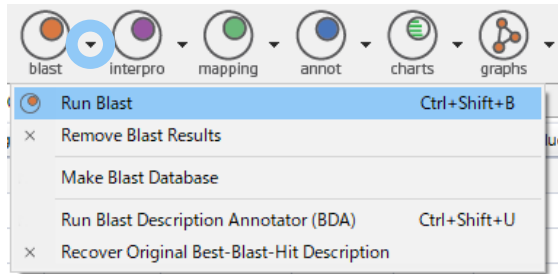 blast interpro mapping annot charts graphs
Run Blast Ctrl+Shift+B
Remove Blast Results
Make Blast Database
Run Blast Description Annotator (BDA) Ctrl+Shift+U
Recover Original Best-Blast-Hit Description